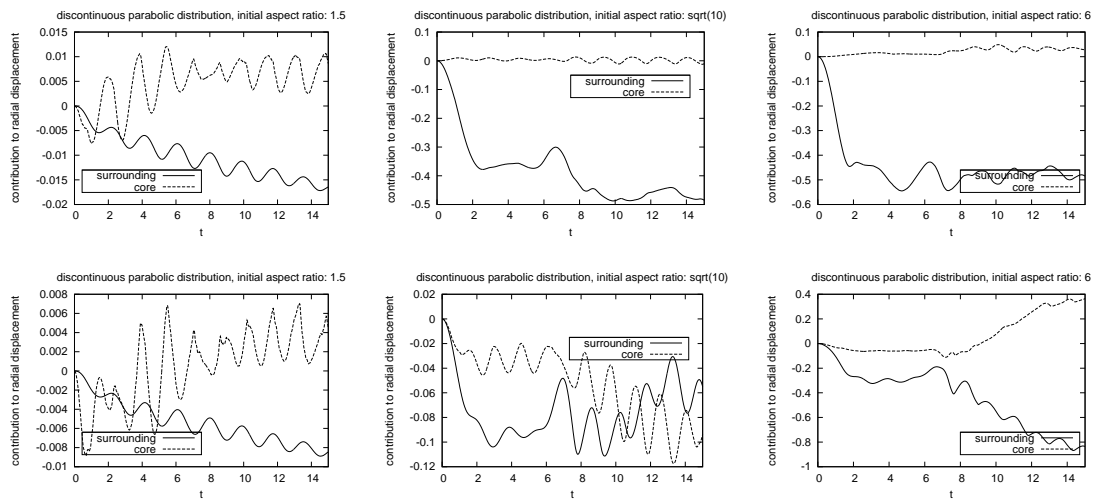 discontinuous parabolic distribution, initial aspect ratio: 1.5
contribution to radial displacement
0.015
0.01
0.005
0
-0.005
-0.01
-0.015
-0.02
surrounding
core
0 2 4 6 8 10 12 14
t
discontinuous parabolic distribution, initial aspect ratio: sqrt(10)
contribution to radial displacement
0.1
0
-0.1
-0.2
-0.3
-0.4
-0.5
surrounding
core
0 2 4 6 8 10 12 14
t
discontinuous parabolic distribution, initial aspect ratio: 6
contribution to radial displacement
0.1
0
-0.1
-0.2
-0.3
-0.4
-0.5
-0.6
surrounding
core
0 2 4 6 8 10 12 14
t
discontinuous parabolic distribution, initial aspect ratio: 1.5
contribution to radial displacement
0.008
0.006
0.004
0.002
0
-0.002
-0.004
-0.006
-0.008
-0.01
surrounding
core
0 2 4 6 8 10 12 14
t
discontinuous parabolic distribution, initial aspect ratio: sqrt(10)
contribution to radial displacement
0.02
0
-0.02
-0.04
-0.06
-0.08
-0.1
-0.12
surrounding
core
0 2 4 6 8 10 12 14
t
discontinuous parabolic distribution, initial aspect ratio: 6
contribution to radial displacement
0.4
0.2
0
-0.2
-0.4
-0.6
-0.8
-1
surrounding
core
0 2 4 6 8 10 12 14
t